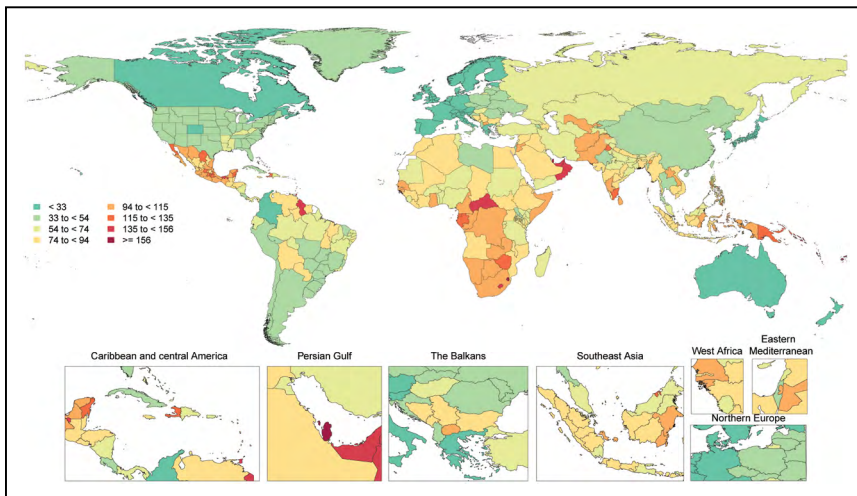 < 33
33 to < 54
54 to < 74
74 to < 94
94 to < 115
115 to < 135
135 to < 156
>= 156
Caribbean and central America
Persian Gulf
The Balkans
Southeast Asia
West Africa
Eastern
Mediterranean
Northern Europe